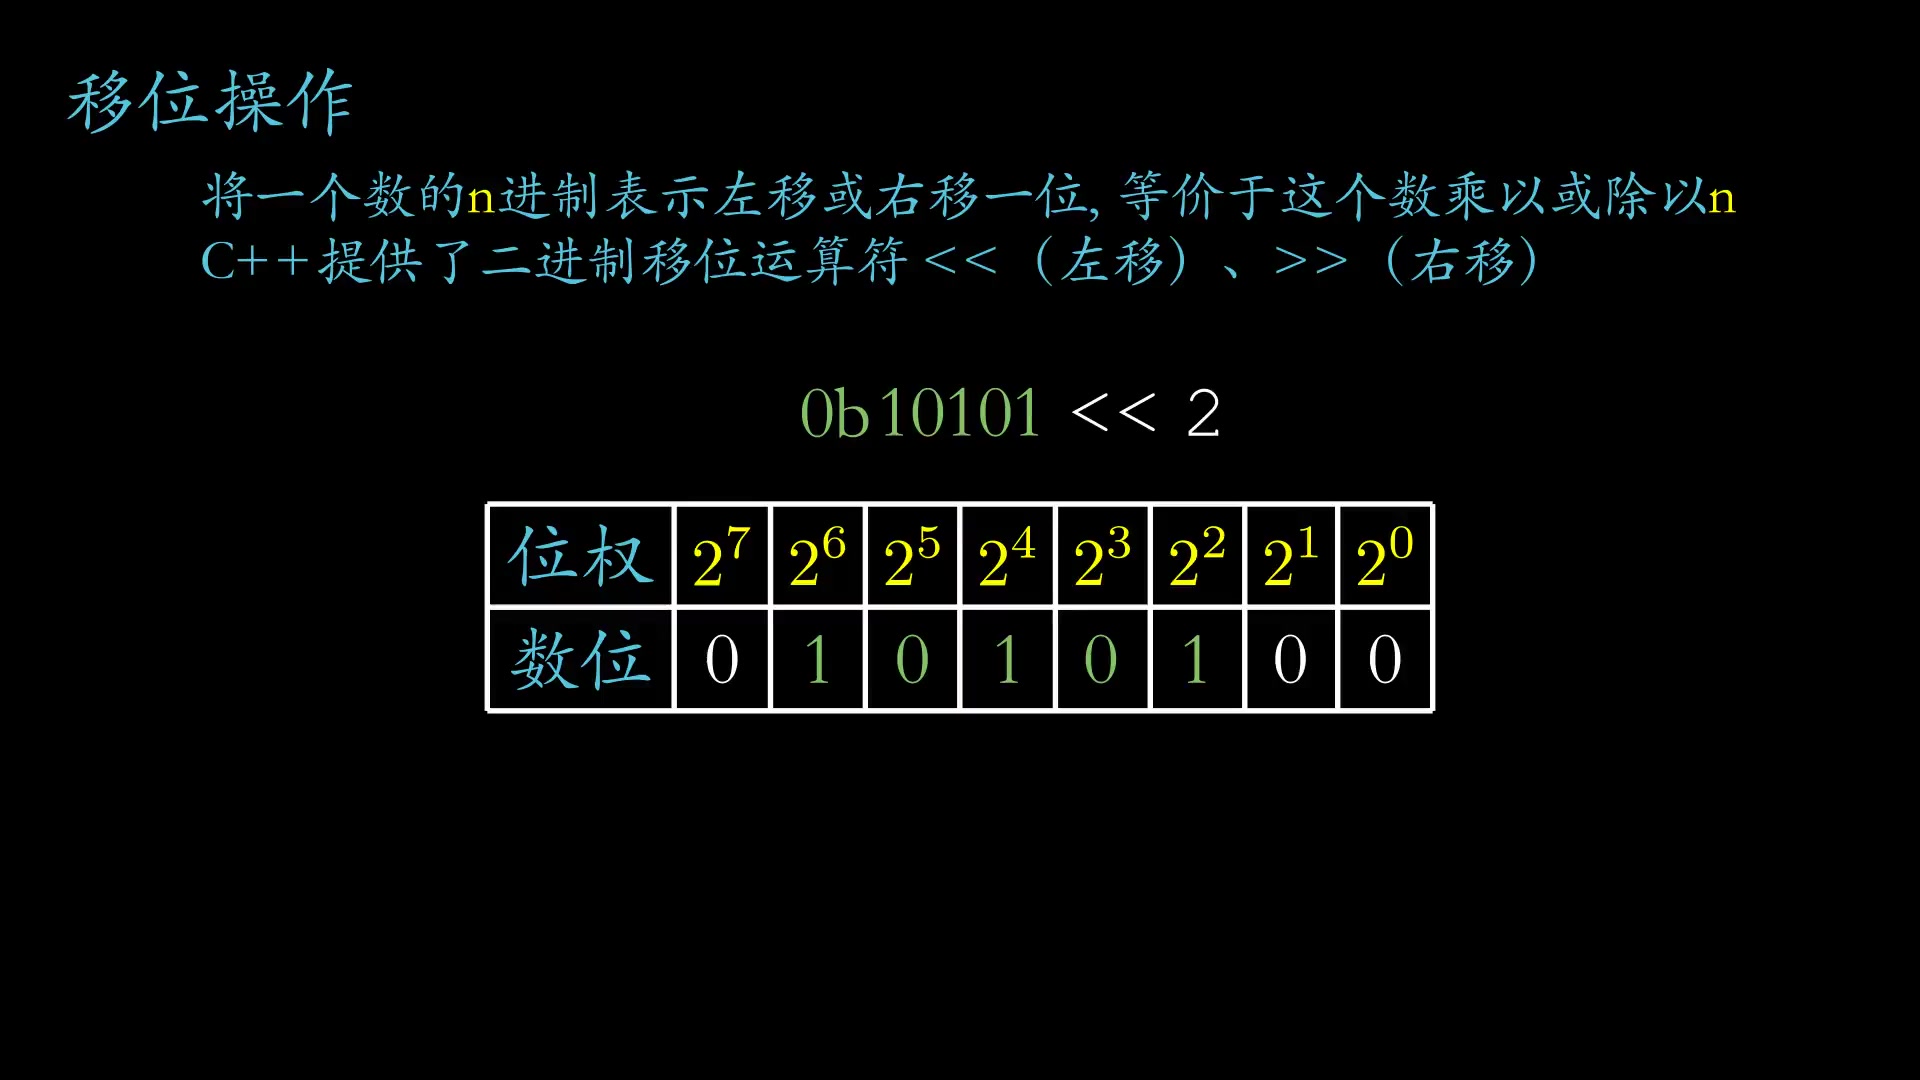 移位操作
将一个数的n进制表示左移或右移一位, 等价于这个数乘以或除以n
C++提供了二进制移位运算符 <<（左移）、>>（右移）
0b10101 << 2
位权 2^7 2^6 2^5 2^4 2^3 2^2 2^1 2^0
数位 0 1 0 1 0 1 0 0